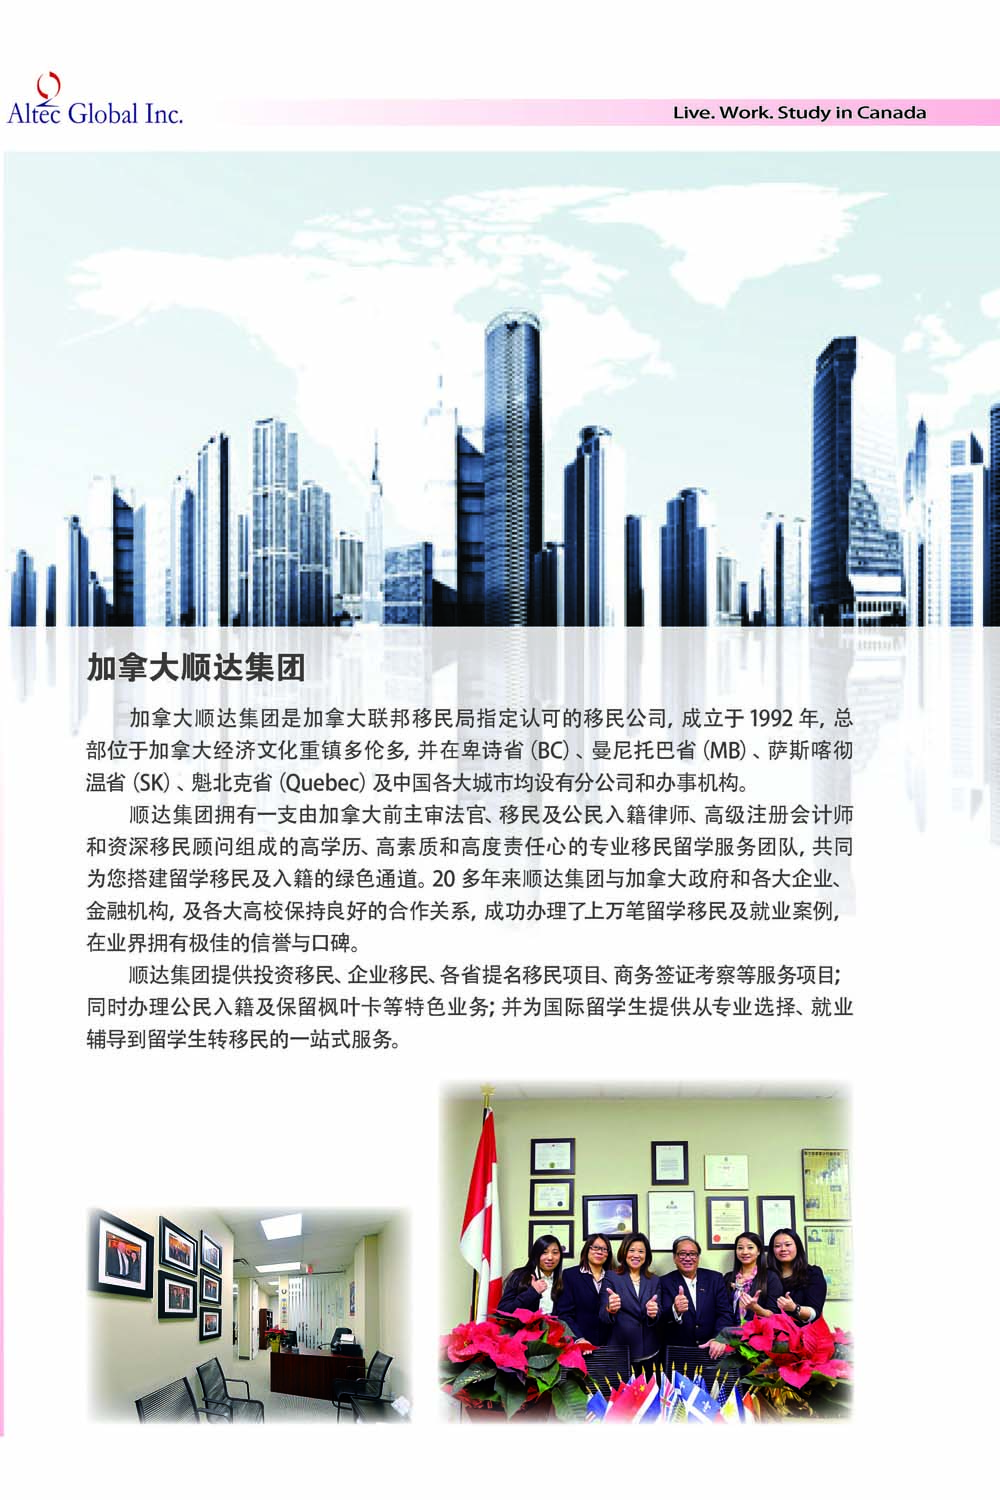 Altec Global Inc.
Live. Work. Study in Canada
加拿大顺达集团
加拿大顺达集团是加拿大联邦移民局指定认可的移民公司, 成立于 1992 年, 总
部位于加拿大经济文化重镇多伦多, 并在卑诗省 (BC) 、曼尼托巴省 (MB) 、萨斯喀彻
温省 (SK) 、魁北克省 (Quebec) 及中国各大城市均设有分公司和办事机构。
顺达集团拥有一支由加拿大前主审法官、移民及公民入籍律师、高级注册会计师
和资深移民顾问组成的高学历、高素质和高度责任心的专业移民留学服务团队, 共同
为您搭建留学移民及入籍的绿色通道。20 多年来顺达集团与加拿大政府和各大企业、
金融机构, 及各大高校保持良好的合作关系, 成功办理了上万笔留学移民及就业案例,
在业界拥有极佳的信誉与口碑。
顺达集团提供投资移民、企业移民、各省提名移民项目、商务签证考察等服务项目;
同时办理公民入籍及保留枫叶卡等特色业务; 并为国际留学生提供从专业选择、就业
辅导到留学生转移民的一站式服务。